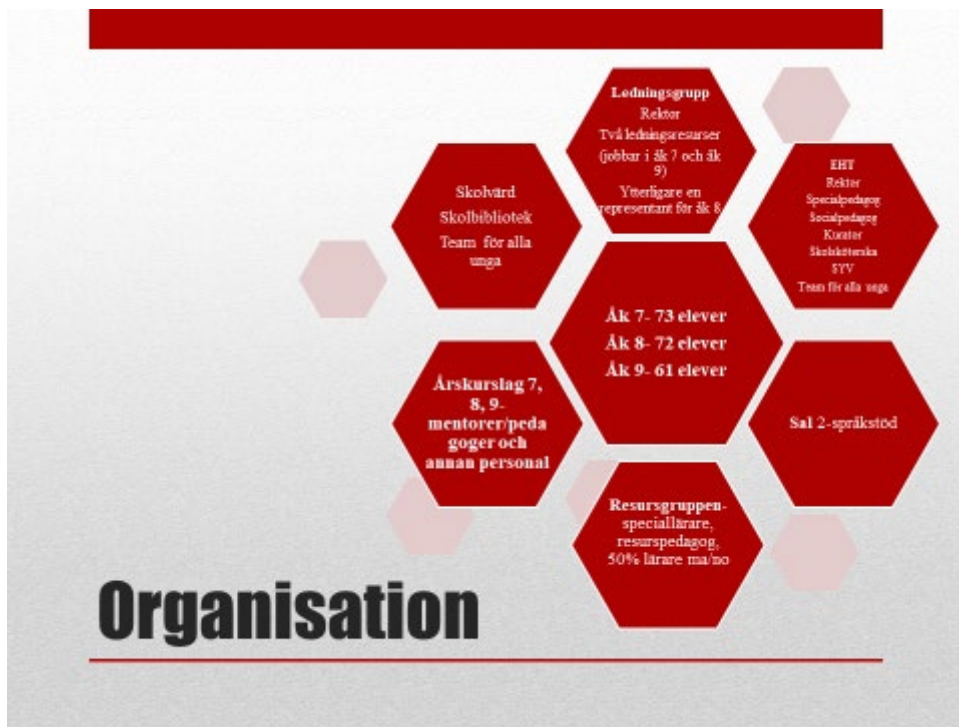 Ledningsgrupp
Rektor
Två ledningsresurser
(jobbar i åk 7 och åk
9)
Ytterligare en
representant för åk 8
EHT
Rektor
Specialpedagog
Socialpedagog
Kurator
Skolsköterska
SYV
Team för alla unga
Skolvärd
Skolbibliotek
Team för alla
unga
Åk 7- 73 elever
Åk 8- 72 elever
Åk 9- 61 elever
Årskurslag 7,
8, 9-
mentorer/peda
goger och
annan personal
Sal 2-språkstöd
Resursgruppen-
speciallärare,
resurspedagog,
50% lärare ma/no
Organisation